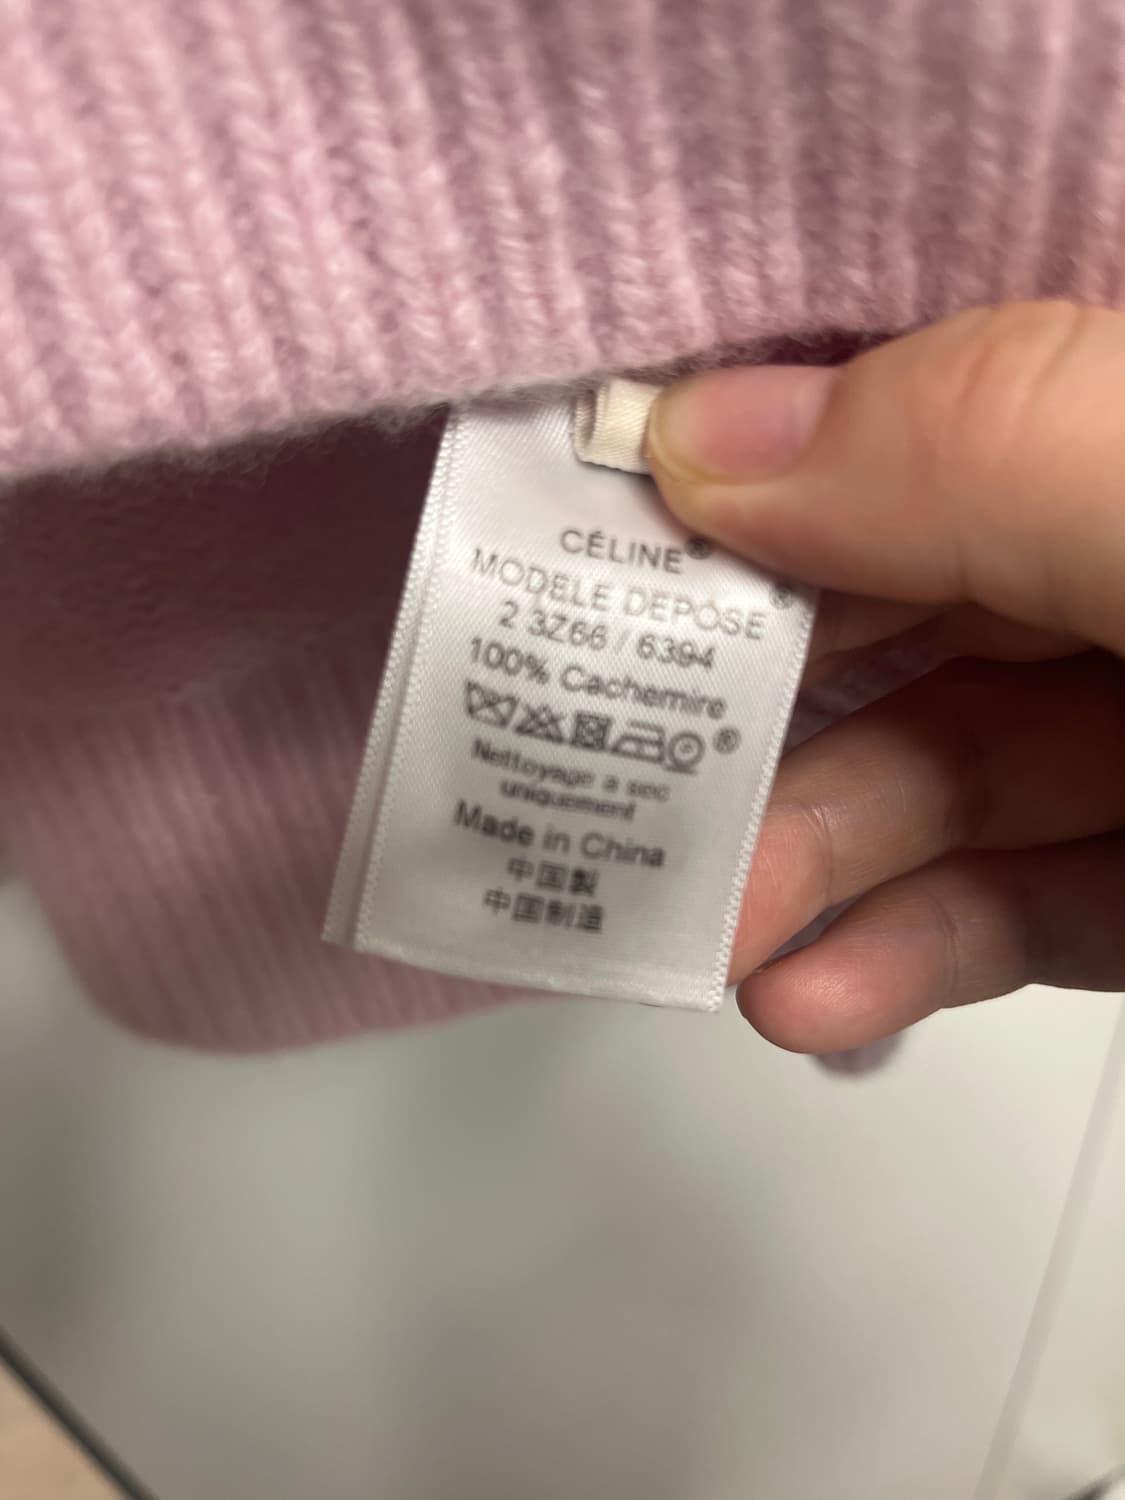 CÉLINE®
MODELE DEPOSE®
2 3Z66 / 6394
100% Cachemire
®
Nettoyage a sec
uniquement
Made in China
中国製
中国制造